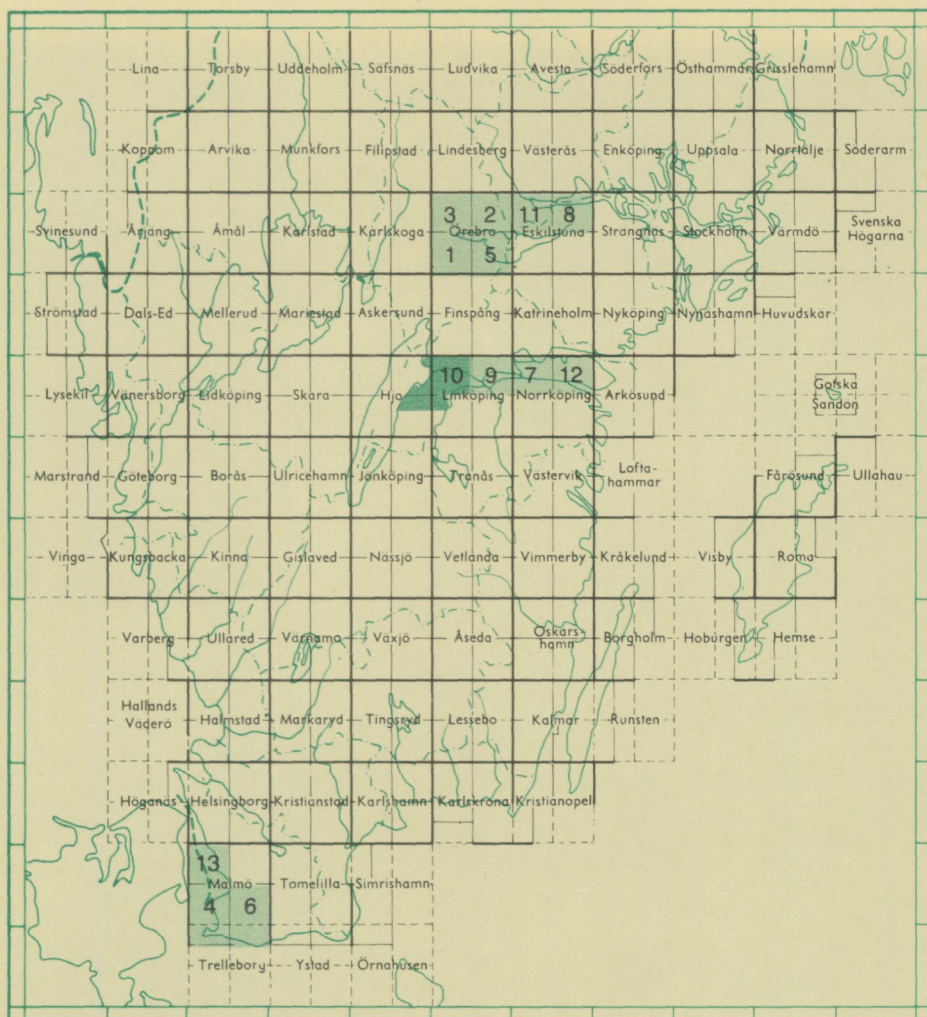 Lina Torsby Uddeholm Säfsnäs Ludvika Avesta Söderfors Östhammar Grisslehamn
Koppom Arvika Munkfors Filipstad Lindesberg Västerås Enköping Uppsala Norrtälje Söderarm
3 2 11 8
Svinesund Årjäng Åmål Karlstad Karlskoga Örebro Eskilstuna Strängnäs Stockholm Värmdö Svenska
Högarna
1 5
Strömstad Dals-Ed Mellerud Mariestad Askersund Finspång Katrineholm Nyköping Nynäshamn Huvudskär
10 9 7 12
Lysekil Vänersborg Lidköping Skara Hjo Linköping Norrköping Arkösund Gotska
Sandön
Marstrand Göteborg Borås Ulricehamn Jönköping Tranås Västervik Lofta-
hammar Fårösund Ullahau
Vinga Kungsbacka Kinna Gislaved Nässjö Vetlanda Vimmerby Kråkelund Visby Roma
Varberg Ullared Värnamo Växjö Åseda Oskars-
hamn Borgholm Hoburgen Hemse
Hallands
Väderö Halmstad Markaryd Tingsryd Lessebo Kalmar Runsten
Höganäs Helsingborg Kristianstad Karlshamn Karlskrona Kristianopel
13
Malmö Tomelilla Simrishamn
4 6
Trelleborg Ystad Örnahusen